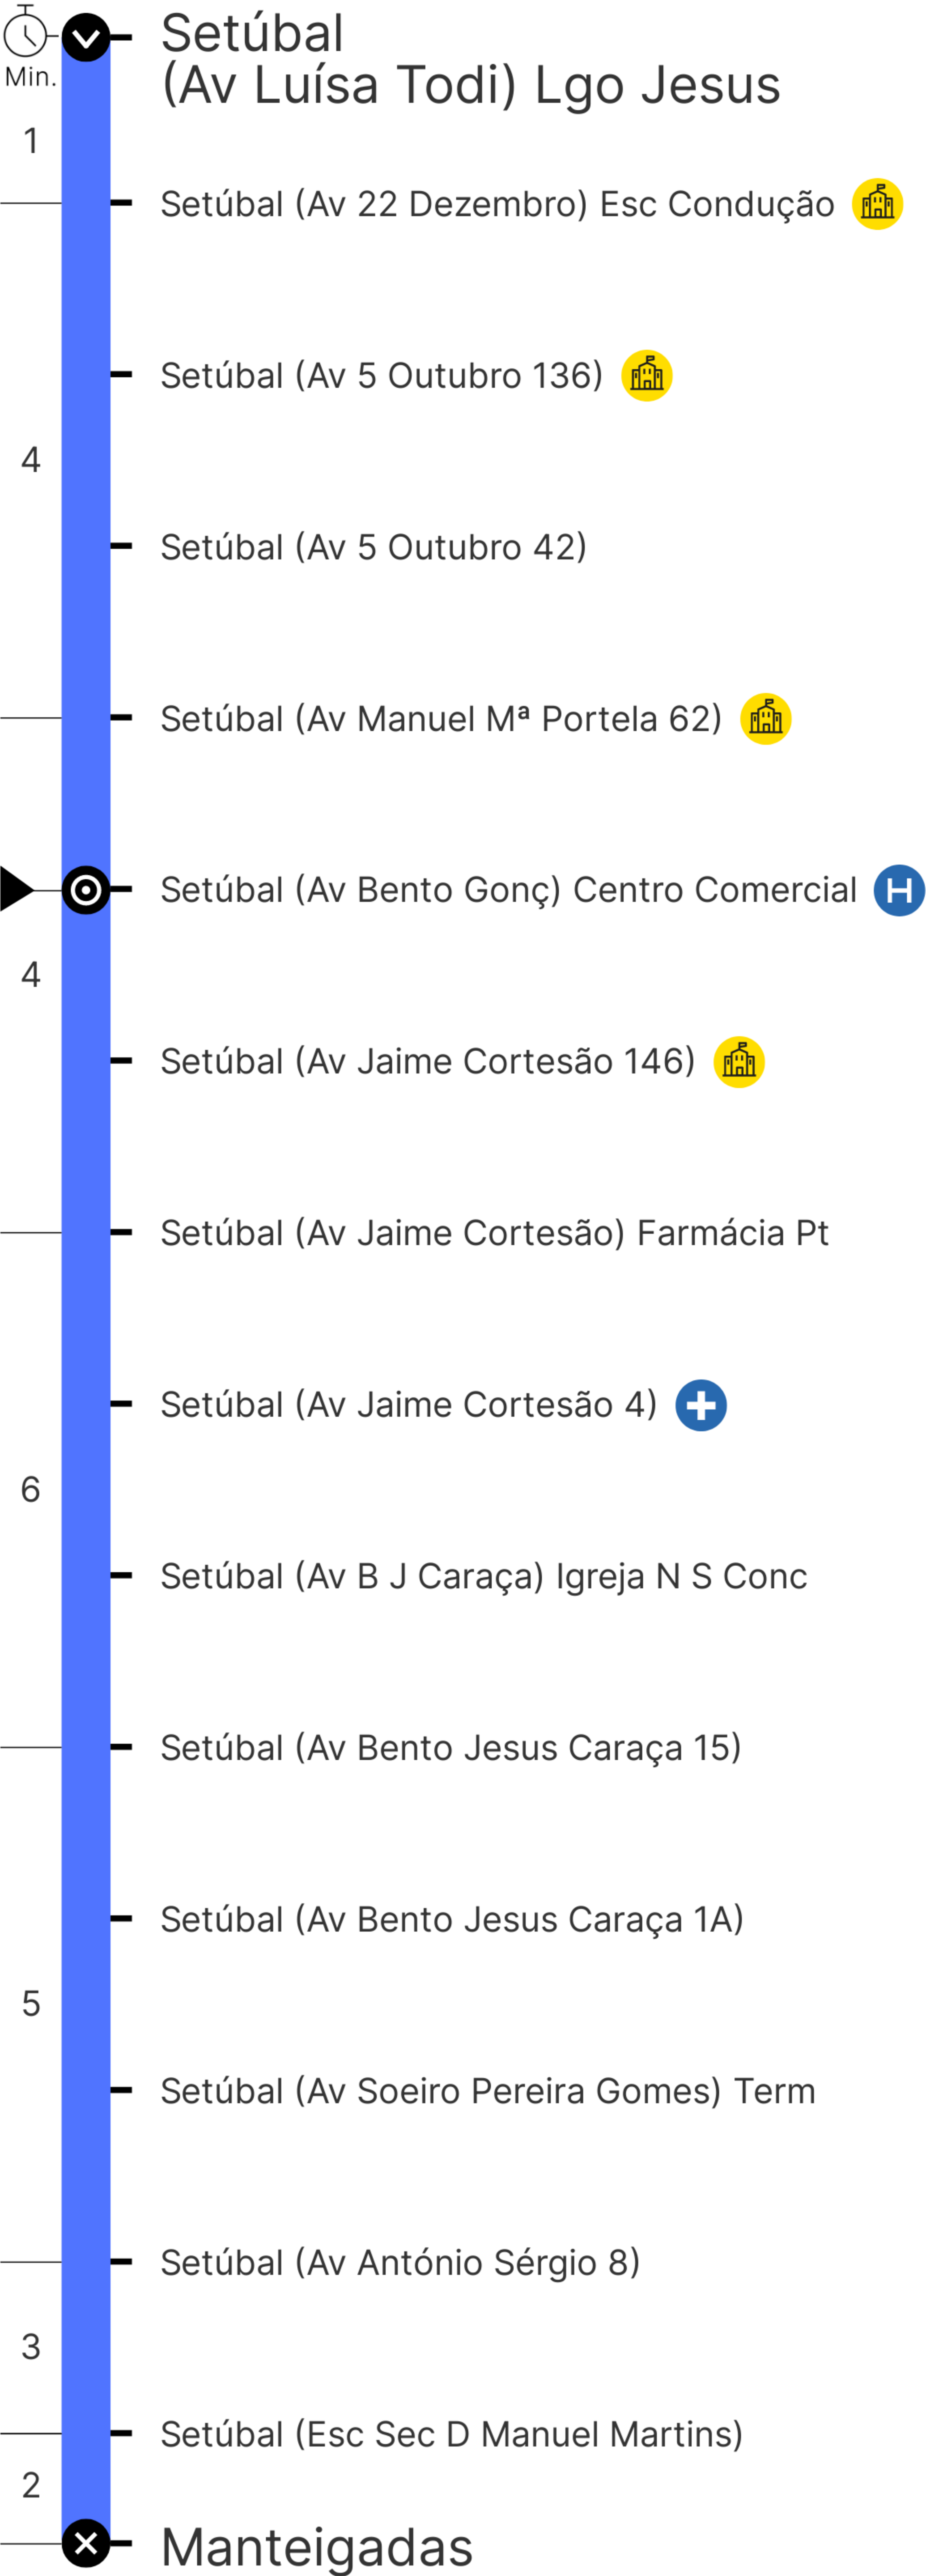 Setúbal
(Av Luísa Todi) Lgo Jesus
Min.
1
Setúbal (Av 22 Dezembro) Esc Condução
Setúbal (Av 5 Outubro 136)
4
Setúbal (Av 5 Outubro 42)
Setúbal (Av Manuel Mª Portela 62)
Setúbal (Av Bento Gonç) Centro Comercial H
4
Setúbal (Av Jaime Cortesão 146)
Setúbal (Av Jaime Cortesão) Farmácia Pt
Setúbal (Av Jaime Cortesão 4)
6
Setúbal (Av B J Caraça) Igreja N S Conc
Setúbal (Av Bento Jesus Caraça 15)
Setúbal (Av Bento Jesus Caraça 1A)
5
Setúbal (Av Soeiro Pereira Gomes) Term
Setúbal (Av António Sérgio 8)
3
Setúbal (Esc Sec D Manuel Martins)
2
Manteigadas